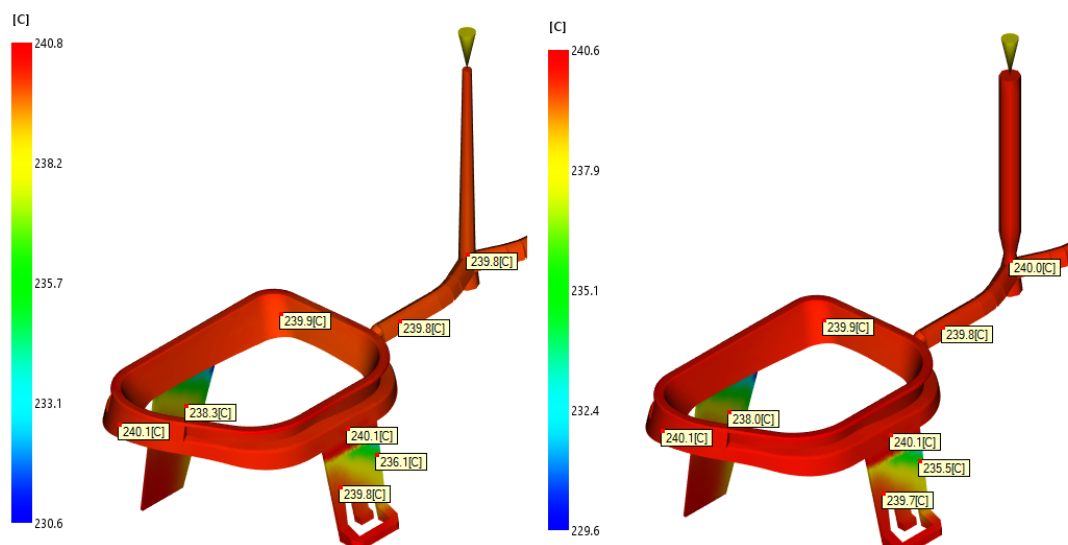 [C]
240.8
238.2
235.7
233.1
230.6
239.8[C]
239.8[C]
239.9[C]
238.3[C]
240.1[C]
240.1[C]
236.1[C]
239.8[C]
[C]
240.6
237.9
235.1
232.4
229.6
240.0[C]
239.8[C]
239.9[C]
238.0[C]
240.1[C]
240.1[C]
235.5[C]
239.7[C]